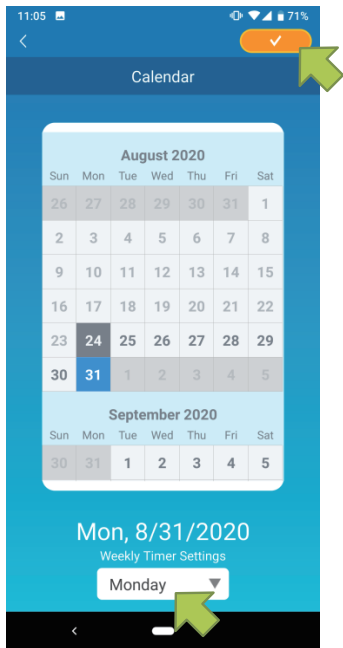 11:05 71%
Calendar
August 2020
Sun Mon Tue Wed Thu Fri Sat
26 27 28 29 30 31 1
2 3 4 5 6 7 8
9 10 11 12 13 14 15
16 17 18 19 20 21 22
23 24 25 26 27 28 29
30 31 1 2 3 4 5
September 2020
Sun Mon Tue Wed Thu Fri Sat
30 31 1 2 3 4 5
Mon, 8/31/2020
Weekly Timer Settings
Monday